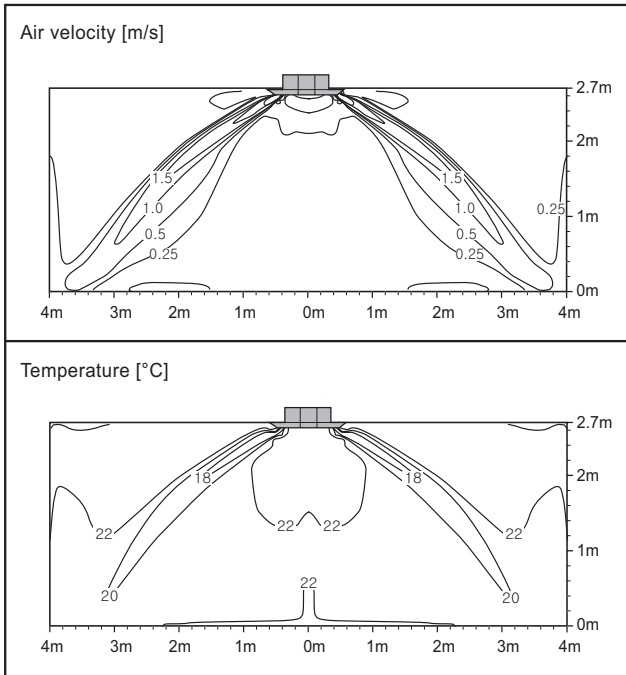 Air velocity [m/s]
2.7m
2m
1.5 1.5
1.0 1.0 0.25
1m
0.5 0.5
0.25 0.25
0m
4m 3m 2m 1m 0m 1m 2m 3m 4m
Temperature [°C]
2.7m
18 18 2m
22 22 22 22
1m
20 22 20
0m
4m 3m 2m 1m 0m 1m 2m 3m 4m